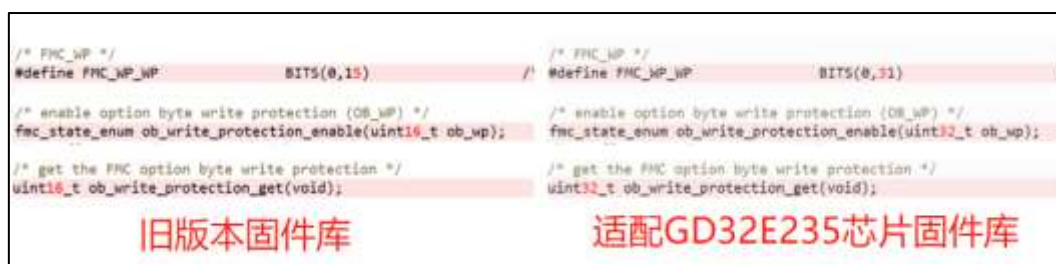 /* FMC_WP */
#define FMC_WP_WP BITS(0,15) /*
/* enable option byte write protection (OB_WP) */
fmc_state_enum ob_write_protection_enable(uint16_t ob_wp);
/* get the FMC option byte write protection */
uint16_t ob_write_protection_get(void);
旧版本固件库
/* FMC_WP */
#define FMC_WP_WP BITS(0,31)
/* enable option byte write protection (OB_WP) */
fmc_state_enum ob_write_protection_enable(uint32_t ob_wp);
/* get the FMC option byte write protection */
uint32_t ob_write_protection_get(void);
适配GD32E235芯片固件库